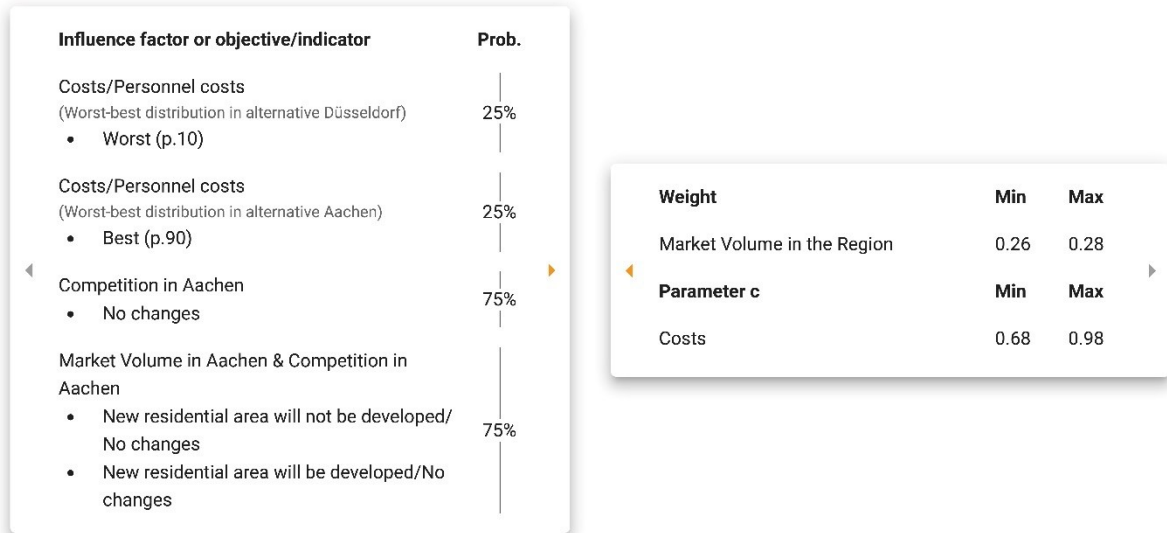 Influence factor or objective/indicator Prob.
Costs/Personnel costs
(Worst-best distribution in alternative Düsseldorf) 25%
• Worst (p.10)
Costs/Personnel costs
(Worst-best distribution in alternative Aachen) 25%
• Best (p.90)
Competition in Aachen 75%
• No changes
Market Volume in Aachen & Competition in
Aachen
• New residential area will not be developed/ 75%
No changes
• New residential area will be developed/No
changes
Weight Min Max
Market Volume in the Region 0.26 0.28
Parameter c Min Max
Costs 0.68 0.98